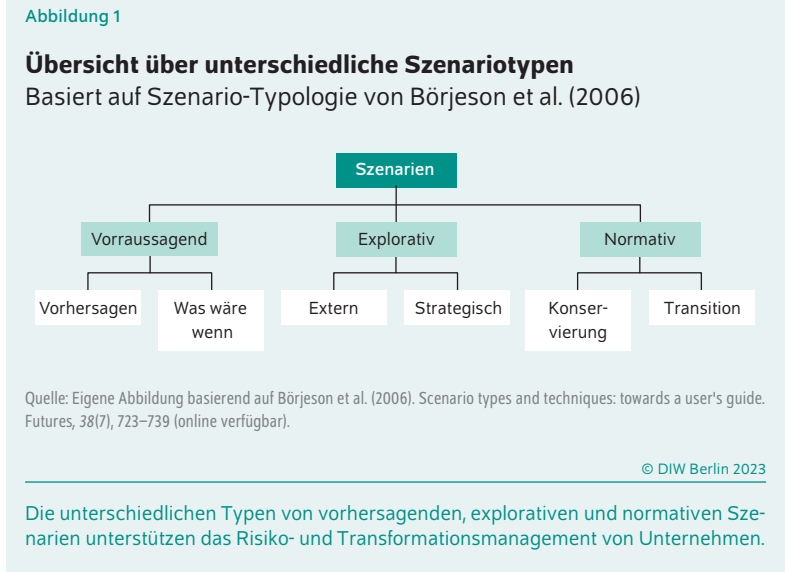 Abbildung 1
Übersicht über unterschiedliche Szenariotypen
Basiert auf Szenario-Typologie von Börjeson et al. (2006)
Szenarien
Vorraussagend
Explorativ
Normativ
Vorhersagen
Was wäre
wenn
Extern
Strategisch
Konser-
vierung
Transition
Quelle: Eigene Abbildung basierend auf Börjeson et al. (2006). Scenario types and techniques: towards a user's guide.
Futures, 38(7), 723–739 (online verfügbar).
© DIW Berlin 2023
Die unterschiedlichen Typen von vorhersagenden, explorativen und normativen Sze-
narien unterstützen das Risiko- und Transformationsmanagement von Unternehmen.